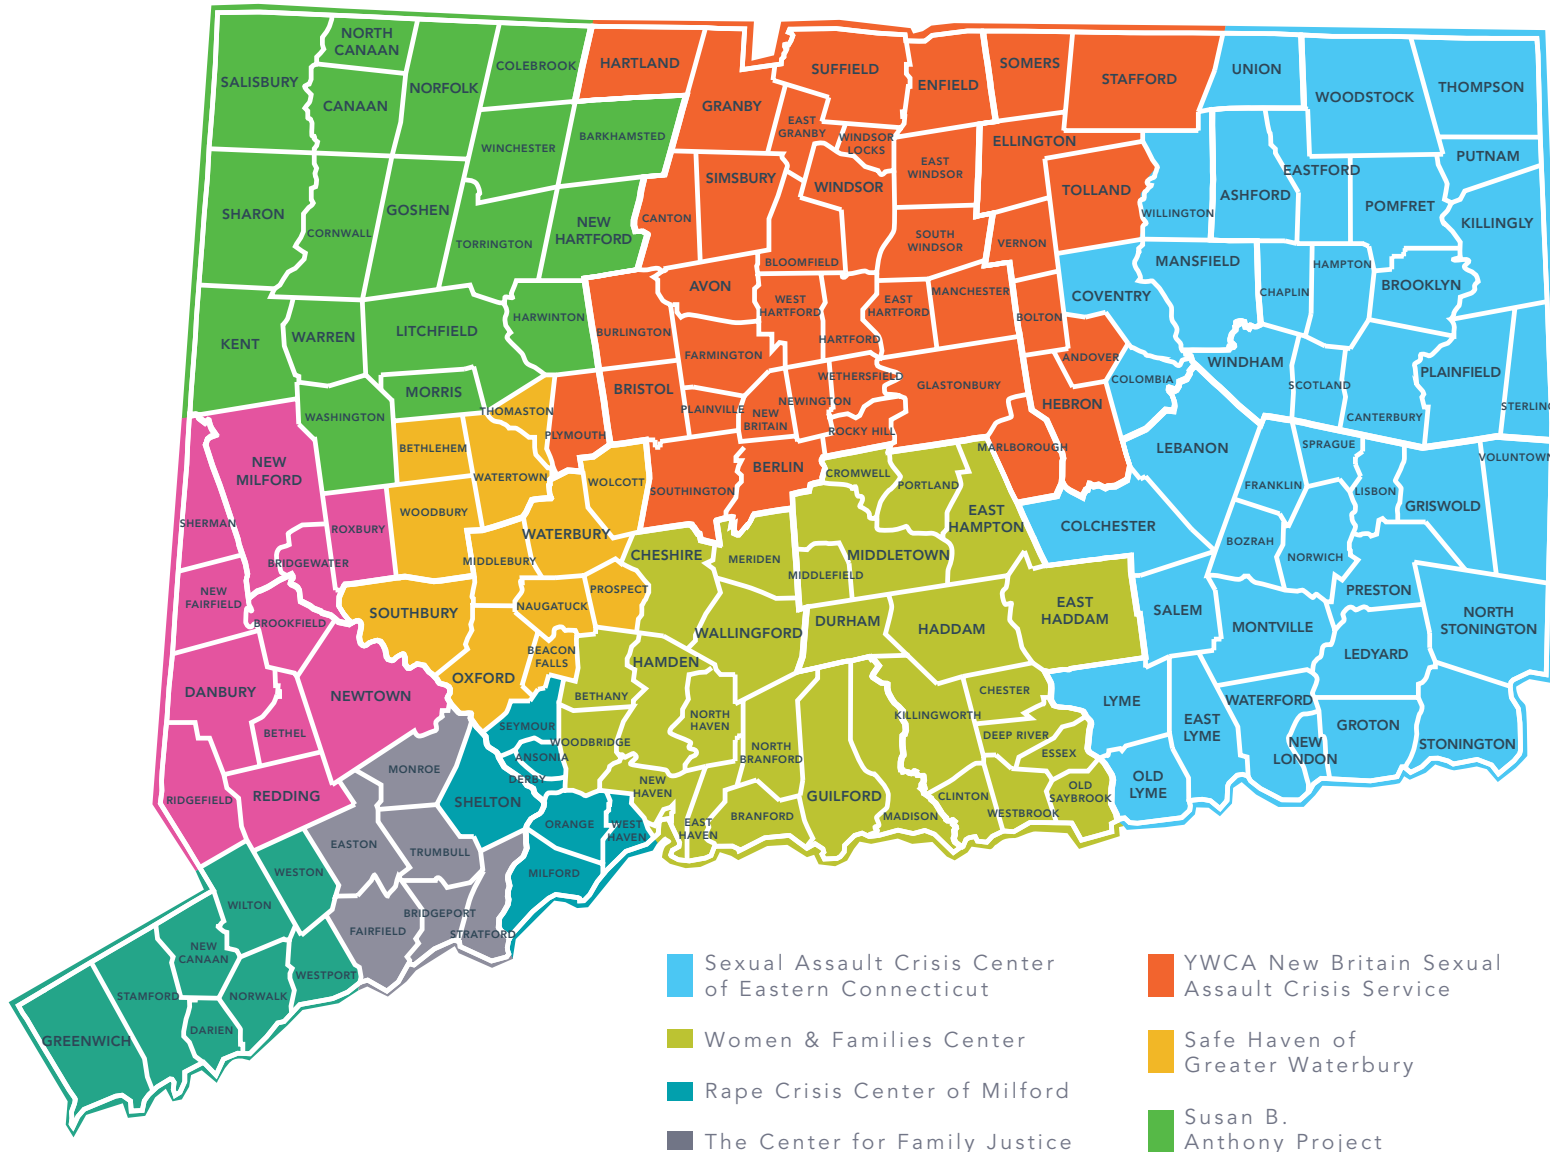 NORTH
CANAAN
SALISBURY
CANAAN
NORFOLK
COLEBROOK
HARTLAND
GRANBY
SUFFIELD
ENFIELD
SOMERS
STAFFORD
UNION
WOODSTOCK
THOMPSON
WINCHESTER
BARKHAMSTED
EAST
GRANBY
WINDSOR
LOCKS
EAST
WINDSOR
ELLINGTON
TOLLAND
WILLINGTON
ASHFORD
EASTFORD
POMFRET
PUTNAM
KILLINGLY
SHARON
CORNWALL
GOSHEN
TORRINGTON
NEW
HARTFORD
CANTON
SIMSBURY
WINDSOR
BLOOMFIELD
SOUTH
WINDSOR
VERNON
MANSFIELD
CHAPLIN
HAMPTON
BROOKLYN
KENT
WARREN
LITCHFIELD
HARWINTON
BURLINGTON
AVON
WEST
HARTFORD
HARTFORD
EAST
HARTFORD
MANCHESTER
BOLTON
COVENTRY
ANDOVER
COLOMBIA
WINDHAM
SCOTLAND
CANTERBURY
PLAINFIELD
STERLING
WASHINGTON
MORRIS
BETHLEHEM
THOMASTON
WATERTOWN
PLYMOUTH
BRISTOL
FARMINGTON
PLAINVILLE
NEW
BRITAIN
NEWINGTON
WETHERSFIELD
ROCKY HILL
GLASTONBURY
HEBRON
MARLBOROUGH
LEBANON
FRANKLIN
SPRAGUE
LISBON
GRISWOLD
VOLUNTOWN
NEW
MILFORD
SHERMAN
ROXBURY
BRIDGEWATER
WOODBURY
WOLCOTT
SOUTHINGTON
BERLIN
CROMWELL
PORTLAND
EAST
HAMPTON
COLCHESTER
BOZRAH
NORWICH
PRESTON
NORTH
STONINGTON
NEW
FAIRFIELD
BROOKFIELD
SOUTHBURY
MIDDLEBURY
WATERBURY
NAUGATUCK
PROSPECT
CHESHIRE
MERIDEN
MIDDLEFIELD
MIDDLETOWN
EAST
HADDAM
SALEM
MONTVILLE
LEDYARD
DANBURY
BETHEL
NEWTOWN
OXFORD
BEACON
FALLS
BETHANY
HAMDEN
WALLINGFORD
DURHAM
HADDAM
CHESTER
LYME
EAST
LYME
WATERFORD
NEW
LONDON
GROTON
STONINGTON
RIDGEFIELD
REDDING
MONROE
SEYMOUR
ANSONIA
DERBY
SHELTON
WOODBRIDGE
NORTH
HAVEN
NEW
HAVEN
EAST
HAVEN
NORTH
BRANFORD
BRANFORD
GUILFORD
MADISON
KILLINGWORTH
CLINTON
DEEP RIVER
ESSEX
WESTBROOK
OLD
SAYBROOK
OLD
LYME
EASTON
TRUMBULL
ORANGE
WEST
HAVEN
MILFORD
WESTON
WILTON
FAIRFIELD
BRIDGEPORT
STRATFORD
NEW
CANAAN
NORWALK
WESTPORT
STAMFORD
DARIEN
GREENWICH
Sexual Assault Crisis Center
of Eastern Connecticut
Women & Families Center
Rape Crisis Center of Milford
The Center for Family Justice
YWCA New Britain Sexual
Assault Crisis Service
Safe Haven of
Greater Waterbury
Susan B.
Anthony Project